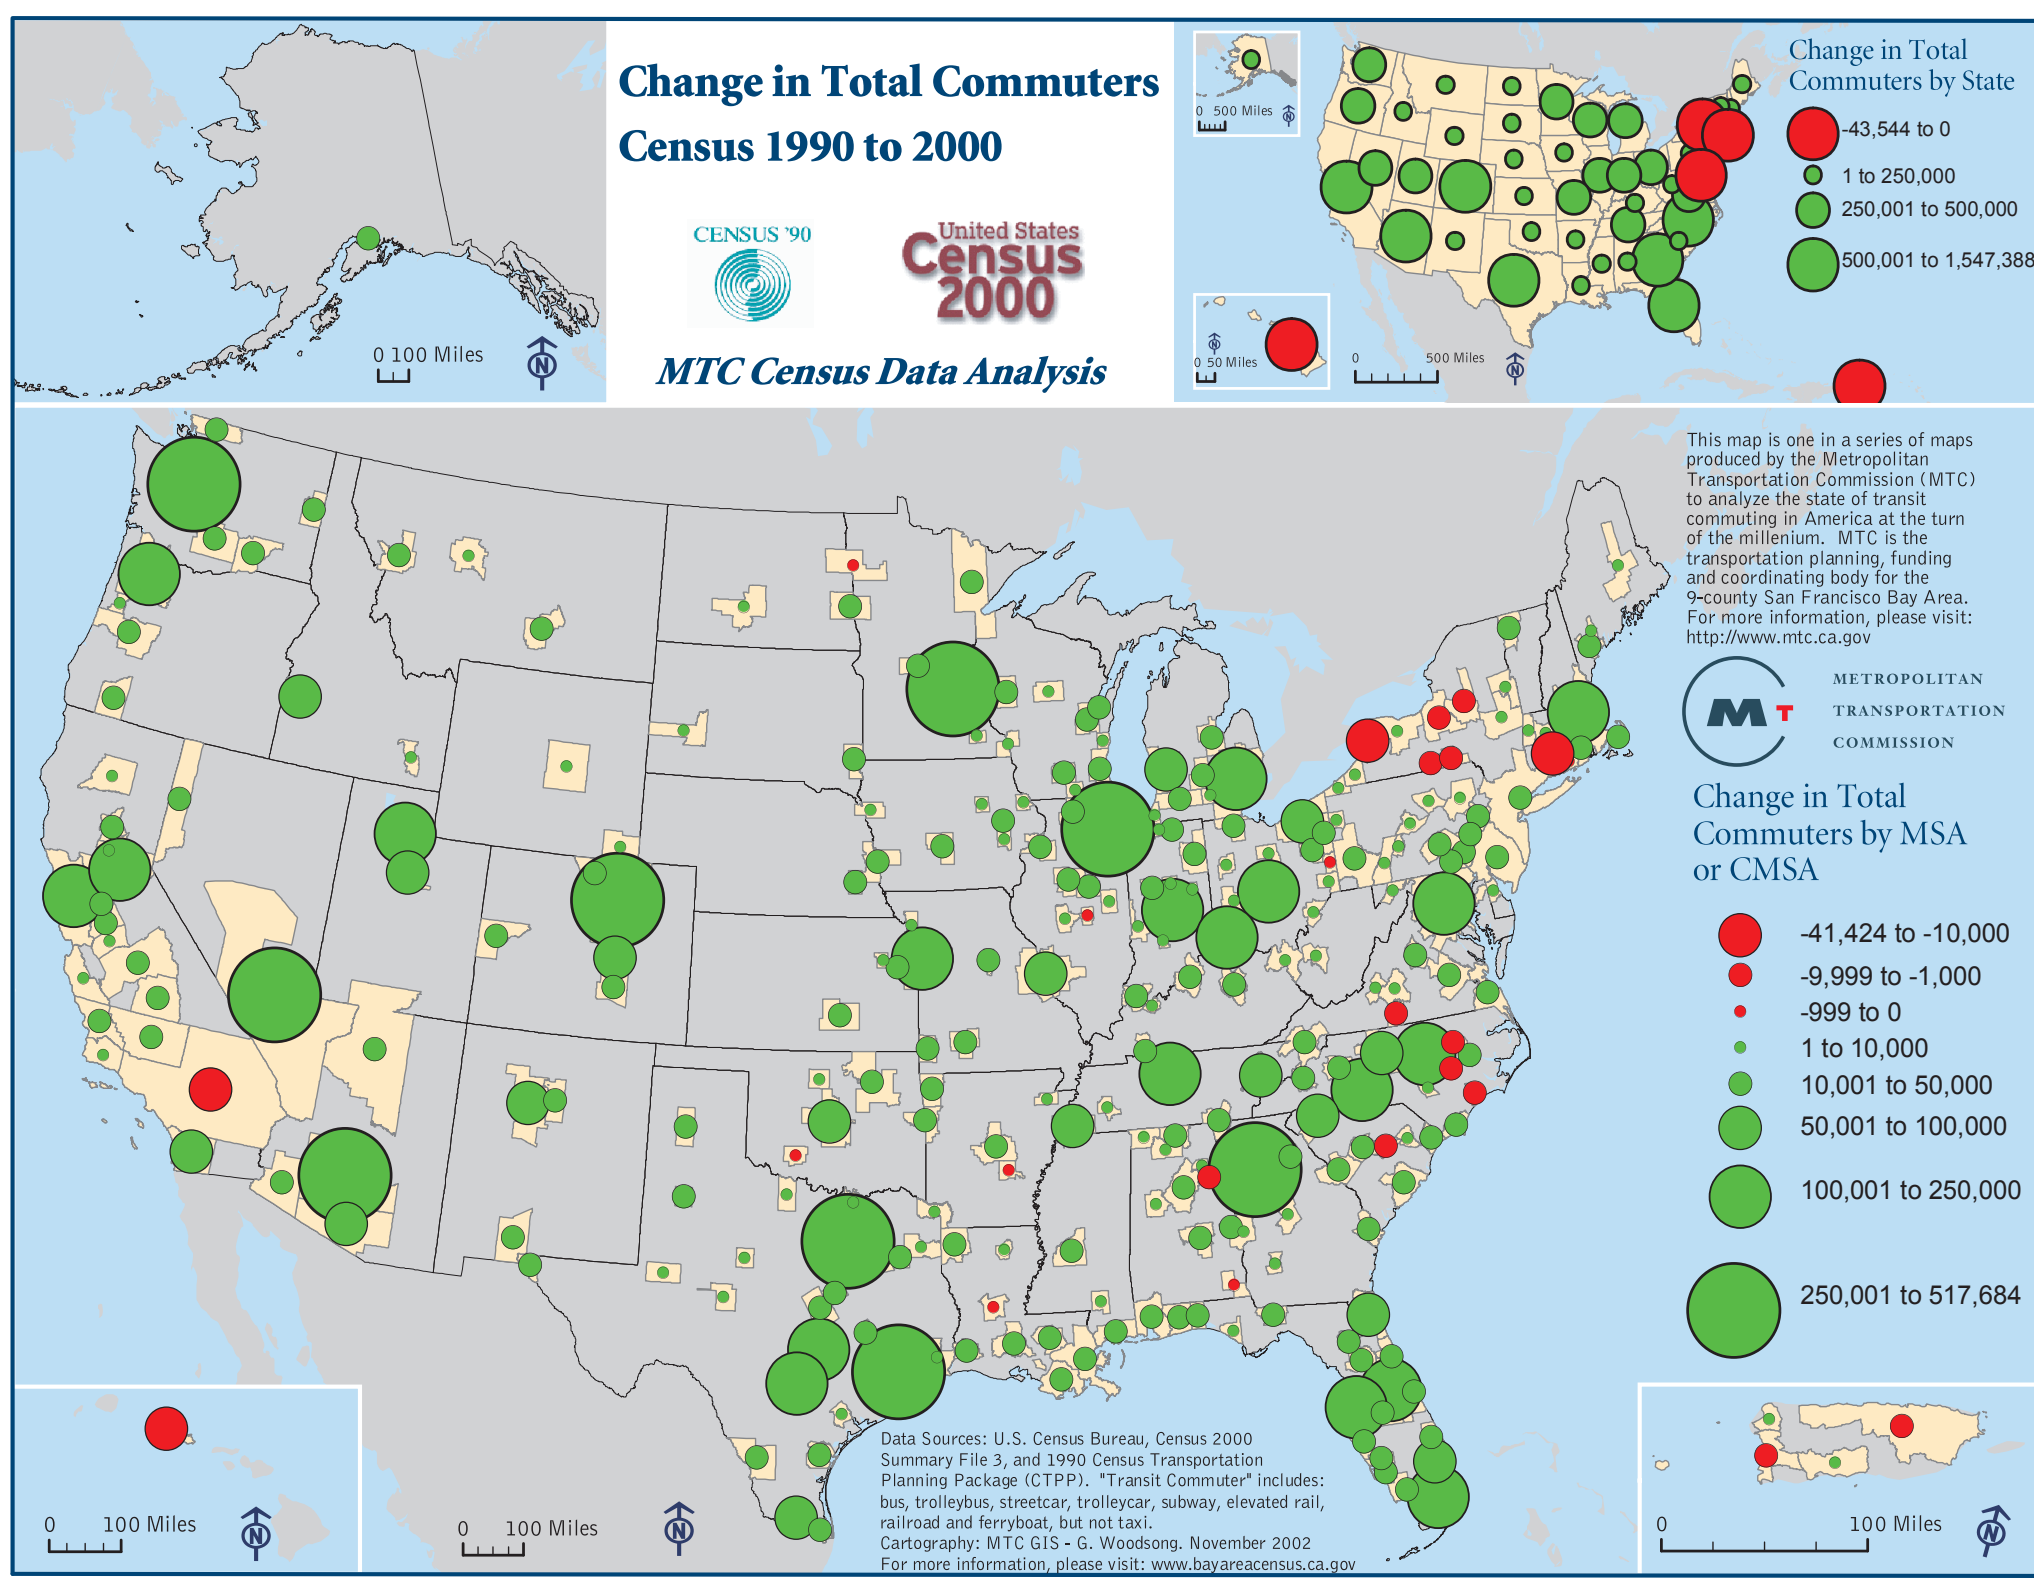 Change in Total Commuters
Census 1990 to 2000
CENSUS '90
United States
Census
2000
MTC Census Data Analysis
0 100 Miles
N
0 500 Miles
N
0 50 Miles
N
0 500 Miles
N
Change in Total
Commuters by State
-43,544 to 0
1 to 250,000
250,001 to 500,000
500,001 to 1,547,388
This map is one in a series of maps
produced by the Metropolitan
Transportation Commission (MTC)
to analyze the state of transit
commuting in America at the turn
of the millenium. MTC is the
transportation planning, funding
and coordinating body for the
9-county San Francisco Bay Area.
For more information, please visit:
http://www.mtc.ca.gov
MT
METROPOLITAN
TRANSPORTATION
COMMISSION
Change in Total
Commuters by MSA
or CMSA
-41,424 to -10,000
-9,999 to -1,000
-999 to 0
1 to 10,000
10,001 to 50,000
50,001 to 100,000
100,001 to 250,000
250,001 to 517,684
0 100 Miles
N
0 100 Miles
N
Data Sources: U.S. Census Bureau, Census 2000
Summary File 3, and 1990 Census Transportation
Planning Package (CTPP). "Transit Commuter" includes:
bus, trolleybus, streetcar, trolleycar, subway, elevated rail,
railroad and ferryboat, but not taxi.
Cartography: MTC GIS - G. Woodsong. November 2002
For more information, please visit: www.bayareacensus.ca.gov
0 100 Miles
N